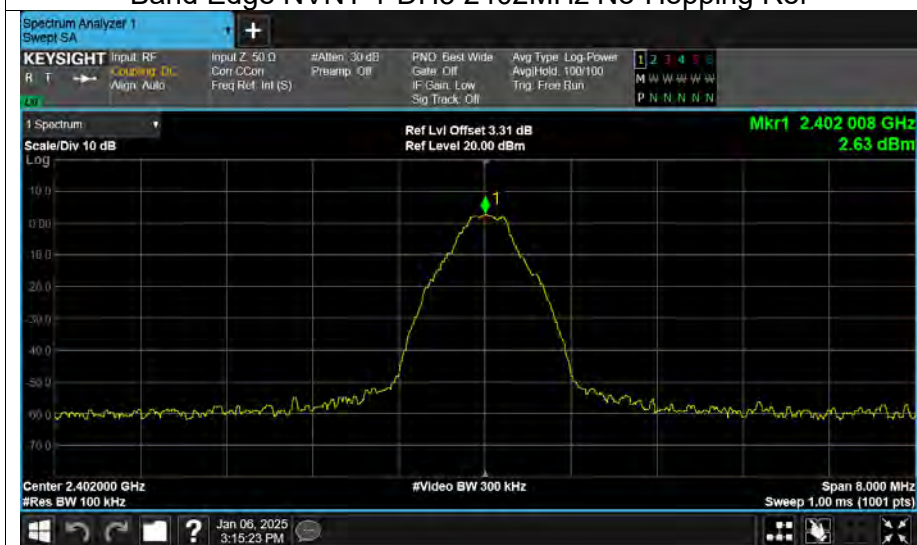 Band Edge NVNT 1-DH5 2402MHz No-Hopping Ref
Spectrum Analyzer 1
Swept SA
+
KEYSIGHT Input: RF Input Z: 50 Ω #Atten: 30 dB PNO: Best Wide Avg Type: Log-Power 1 2 3 4 5 6
R T Coupling: DC Corr CCorr Preamp: Off Gate: Off Avg|Hold: 100/100 M W W W W W
Align: Auto Freq Ref: Int (S) IF Gain: Low Trig: Free Run
Sig Track: Off P N N N N N
1 Spectrum
Ref Lvl Offset 3.31 dB Mkr1 2.402 008 GHz
Scale/Div 10 dB Ref Level 20.00 dBm 2.63 dBm
Log
10.0
1
0.00
-10.0
-20.0
-30.0
-40.0
-50.0
-60.0
-70.0
Center 2.402000 GHz #Video BW 300 kHz Span 8.000 MHz
#Res BW 100 kHz Sweep 1.00 ms (1001 pts)
? Jan 06, 2025
3:15:23 PM